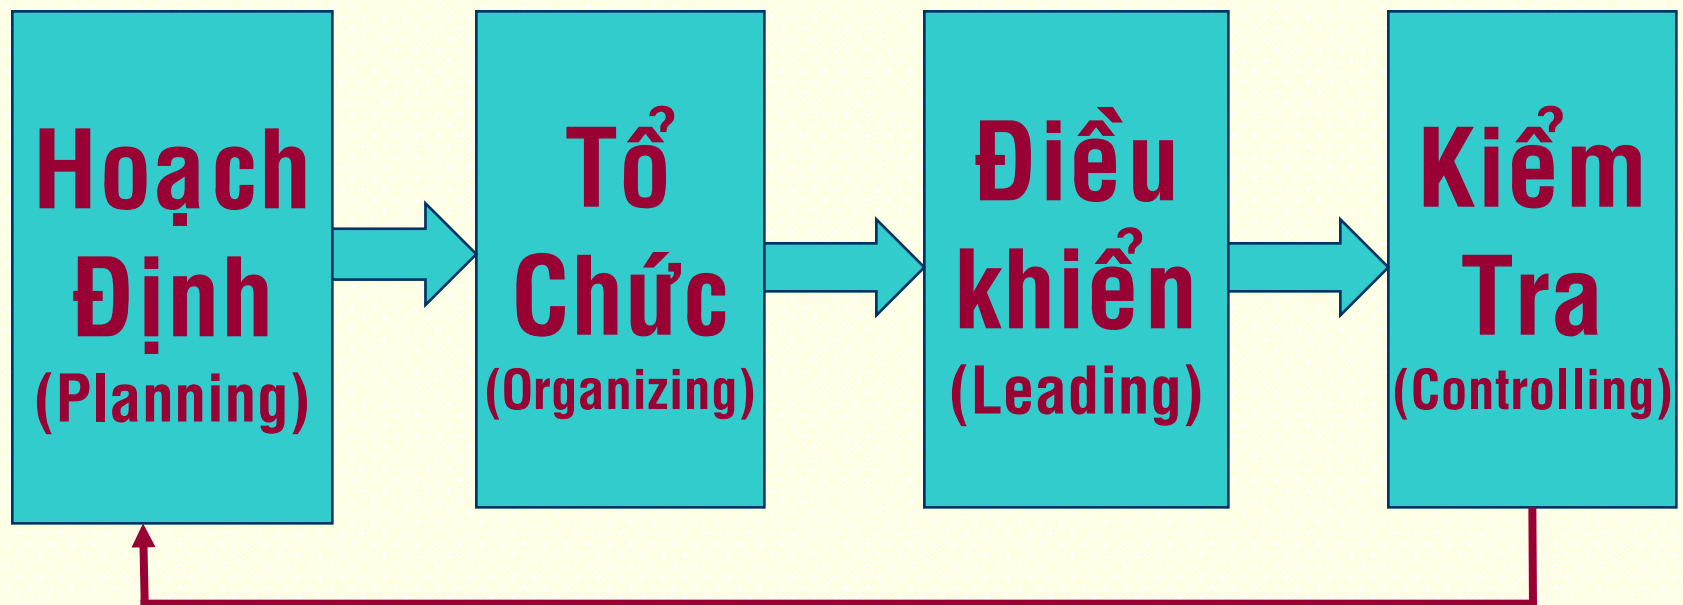 Hoạch
Định
(Planning)
Tổ
Chức
(Organizing)
Điều
khiển
(Leading)
Kiểm
Tra
(Controlling)